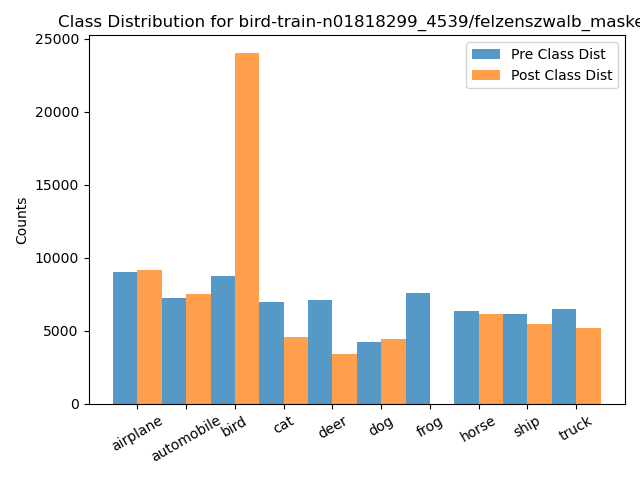 Class Distribution for bird-train-n01818299_4539/felzenszwalb_maske
Pre Class Dist
Post Class Dist
Counts
25000
20000
15000
10000
5000
0
airplane
automobile
bird
cat
deer
dog
frog
horse
ship
truck